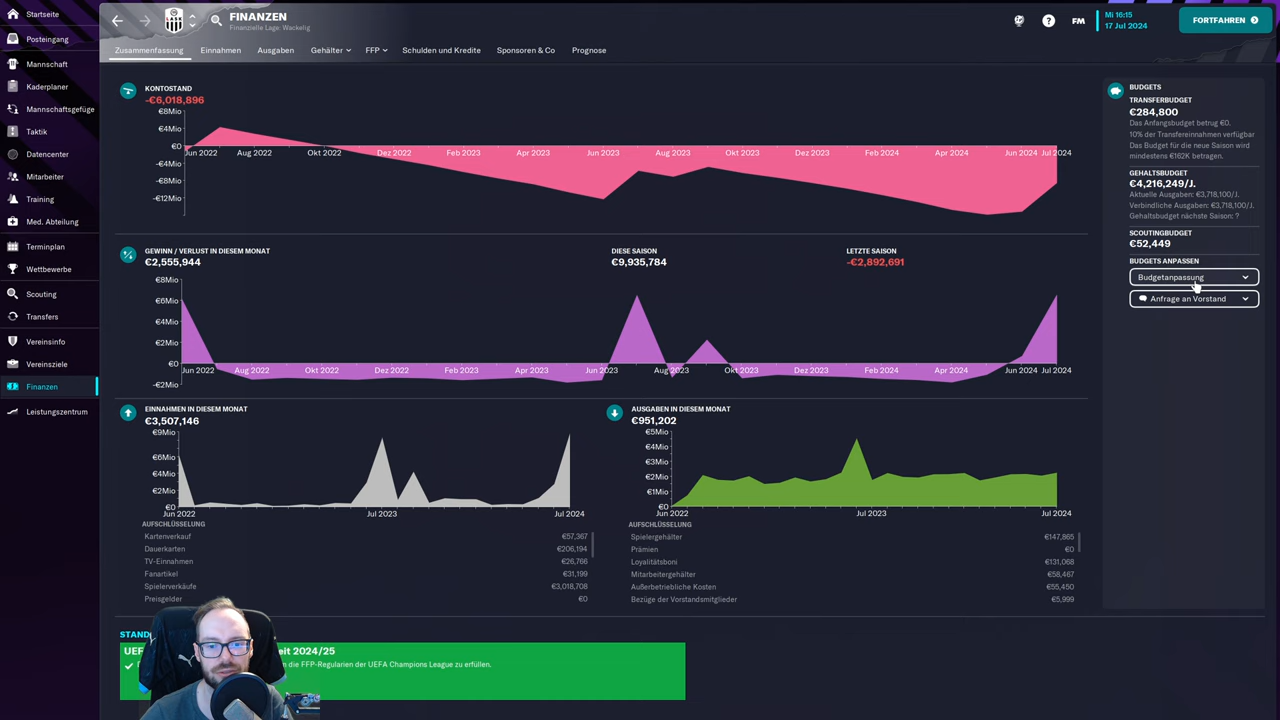 Startseite
Posteingang
Mannschaft
Kaderplaner
Mannschaftsgefüge
Taktik
Datencenter
Mitarbeiter
Training
Med. Abteilung
Terminplan
Wettbewerbe
Scouting
Transfers
Vereinsinfo
Vereinsziele
Finanzen
Leistungszentrum
FINANZEN
Finanzielle Lage: Wackelig
FM
Mi 16:15
17 Jul 2024
FORTFAHREN
Zusammenfassung Einnahmen Ausgaben Gehälter FFP Schulden und Kredite Sponsoren & Co Prognose
KONTOSTAND
-€6,018,896
€8Mio
€4Mio
€0
-€4Mio
-€8Mio
-€12Mio
Jun 2022 Aug 2022 Okt 2022 Dez 2022 Feb 2023 Apr 2023 Jun 2023 Aug 2023 Okt 2023 Dez 2023 Feb 2024 Apr 2024 Jun 2024 Jul 2024
GEWINN / VERLUST IN DIESEM MONAT
€2,555,944
DIESE SAISON
€9,935,784
LETZTE SAISON
-€2,892,691
€8Mio
€6Mio
€4Mio
€2Mio
€0
-€2Mio
Jun 2022 Aug 2022 Okt 2022 Dez 2022 Feb 2023 Apr 2023 Jun 2023 Aug 2023 Okt 2023 Dez 2023 Feb 2024 Apr 2024 Jun 2024 Jul 2024
EINNAHMEN IN DIESEM MONAT
€3,507,146
€9Mio
€6Mio
€4Mio
€2Mio
€0
Jun 2022 Jul 2023 Jul 2024
AUFSCHLÜSSELUNG
Kartenverkauf €57,367
Dauerkarten €206,194
TV-Einnahmen €26,766
Fanartikel €31,199
Spielerverkäufe €3,018,708
Preisgelder €0
AUSGABEN IN DIESEM MONAT
€951,202
€5Mio
€4Mio
€3Mio
€2Mio
€1Mio
€0
Jun 2022 Jul 2023 Jul 2024
AUFSCHLÜSSELUNG
Spielergehälter €147,865
Prämien €0
Loyalitätsboni €131,068
Mitarbeitergehälter €58,467
Außerbetriebliche Kosten €55,450
Bezüge der Vorstandsmitglieder €5,999
BUDGETS
TRANSFERBUDGET
€284,800
Das Anfangsbudget betrug €0.
10% der Transfereinnahmen verfügbar
Das Budget für die neue Saison wird
mindestens €162K betragen.
GEHALTSBUDGET
€4,216,249/J.
Aktuelle Ausgaben: €3,718,100/J.
Verbindliche Ausgaben: €3,718,100/J.
Gehaltsbudget nächste Saison: ?
SCOUTINGBUDGET
€52,449
BUDGETS ANPASSEN
Budgetanpassung
Anfrage an Vorstand
STAND
UEF eit 2024/25
n die FFP-Regularien der UEFA Champions League zu erfüllen.